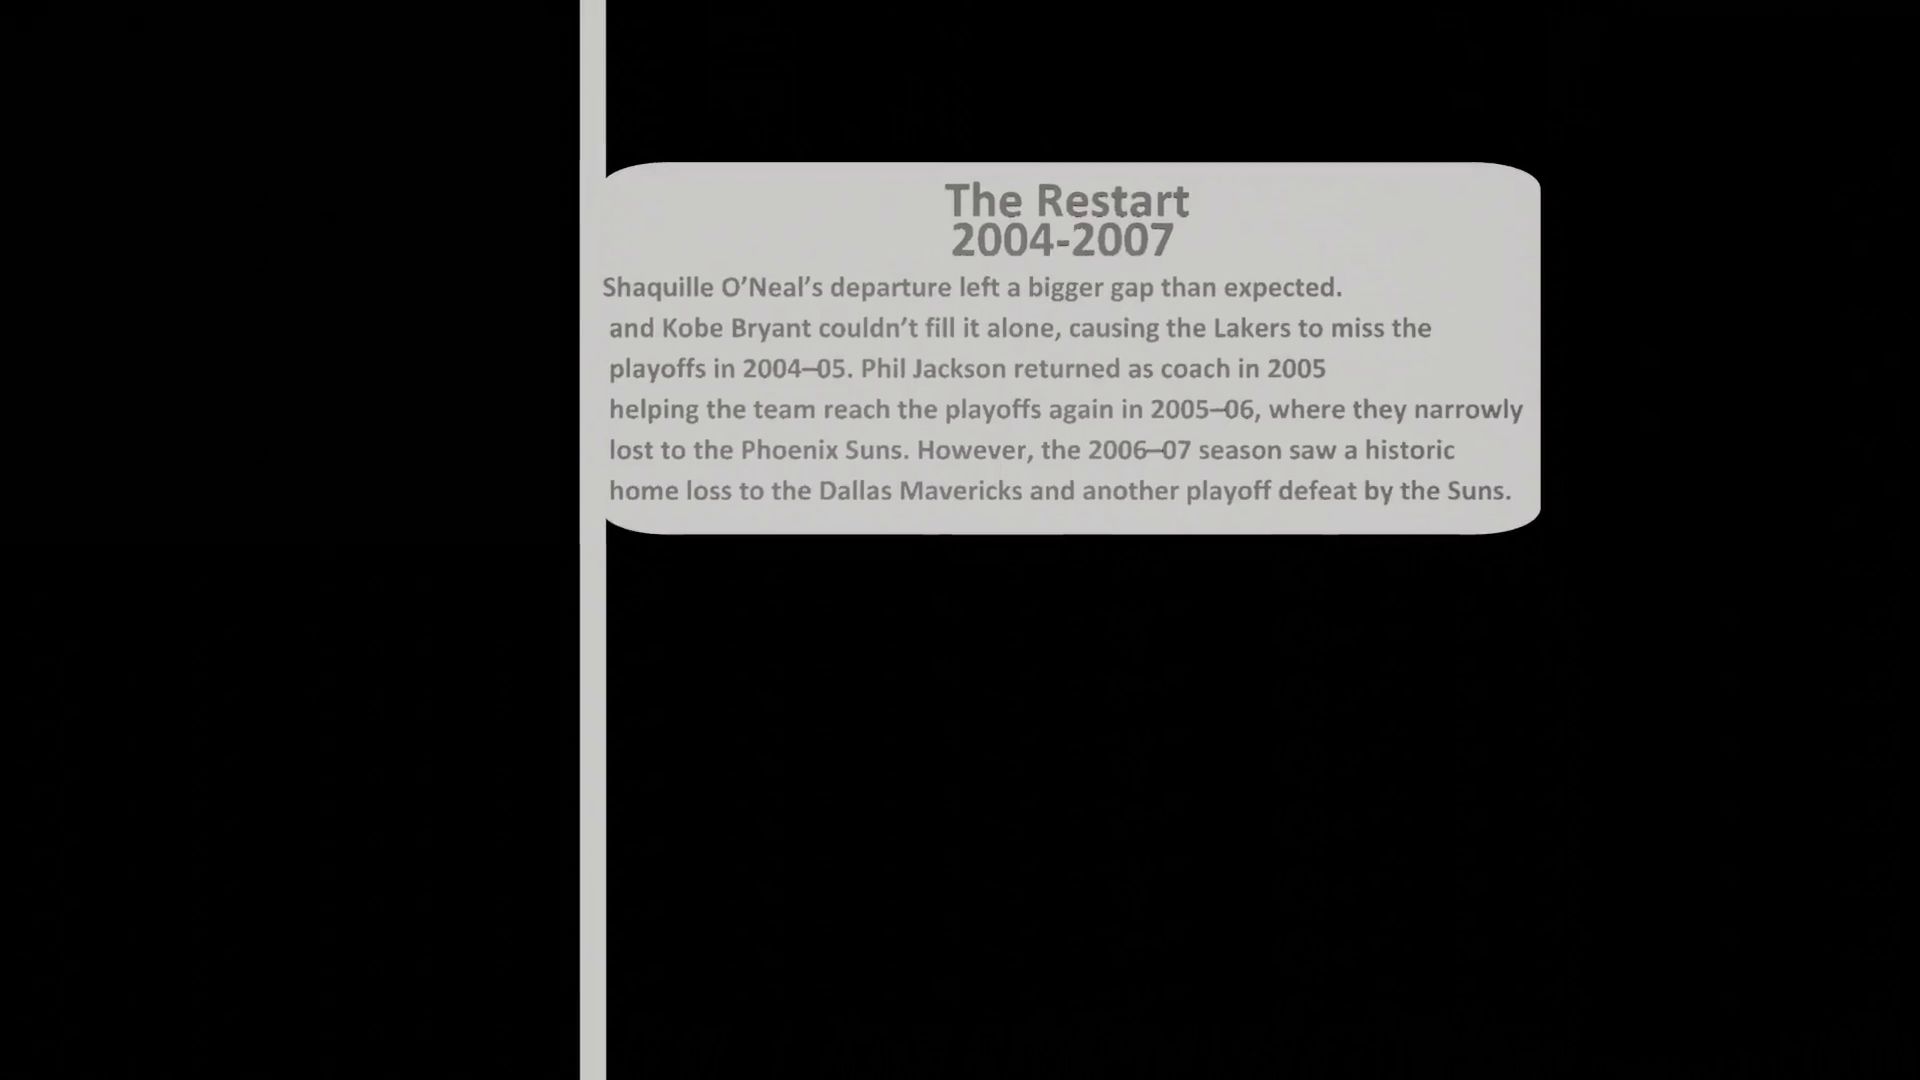 The Restart
2004-2007
Shaquille O’Neal’s departure left a bigger gap than expected.
and Kobe Bryant couldn’t fill it alone, causing the Lakers to miss the
playoffs in 2004–05. Phil Jackson returned as coach in 2005
helping the team reach the playoffs again in 2005–06, where they narrowly
lost to the Phoenix Suns. However, the 2006–07 season saw a historic
home loss to the Dallas Mavericks and another playoff defeat by the Suns.